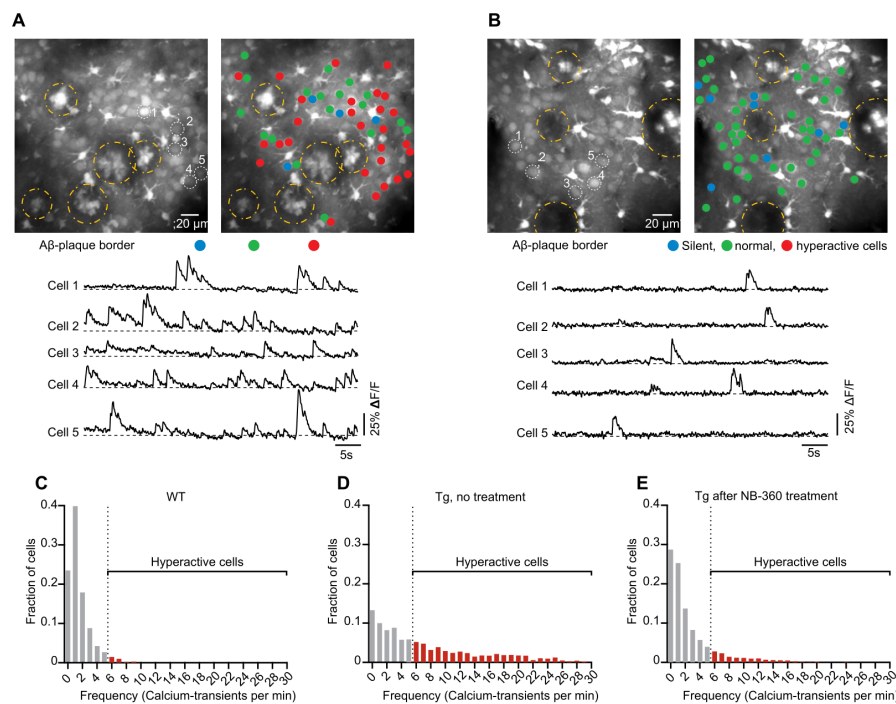 A
B
1
2
3
5
4
20 µm
1
2
5
4
3
20 µm
Aβ-plaque border
Aβ-plaque border
Silent, normal, hyperactive cells
Cell 1
Cell 2
Cell 3
Cell 4
Cell 5
25% ΔF/F
5s
Cell 1
Cell 2
Cell 3
Cell 4
Cell 5
25% ΔF/F
5s
C
WT
0.4
0.3
0.2
0.1
0
Fraction of cells
Hyperactive cells
0 2 4 6 8 10 12 14 16 18 20 22 24 26 28 30
Frequency (Calcium-transients per min)
D
Tg, no treatment
0.4
0.3
0.2
0.1
0
Fraction of cells
Hyperactive cells
0 2 4 6 8 10 12 14 16 18 20 22 24 26 28 30
Frequency (Calcium-transients per min)
E
Tg after NB-360 treatment
0.4
0.3
0.2
0.1
0
Fraction of cells
Hyperactive cells
0 2 4 6 8 10 12 14 16 18 20 22 24 26 28 30
Frequency (Calcium-transients per min)